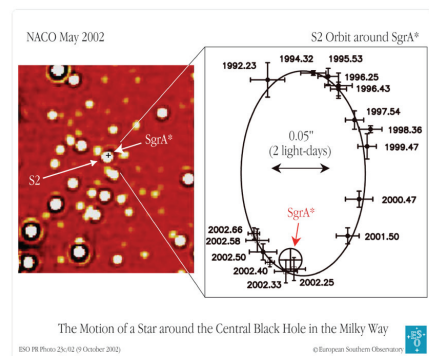 NACO May 2002
S2 Orbit around SgrA*
SgrA*
S2
1992.23
1994.32
1995.53
1996.25
1996.43
1997.54
1998.36
1999.47
0.05"
(2 light-days)
SgrA*
2000.47
2001.50
2002.66
2002.58
2002.50
2002.40
2002.33
2002.25
The Motion of a Star around the Central Black Hole in the Milky Way
ESO PR Photo 23c/02 (9 October 2002)
© European Southern Observatory
ESO